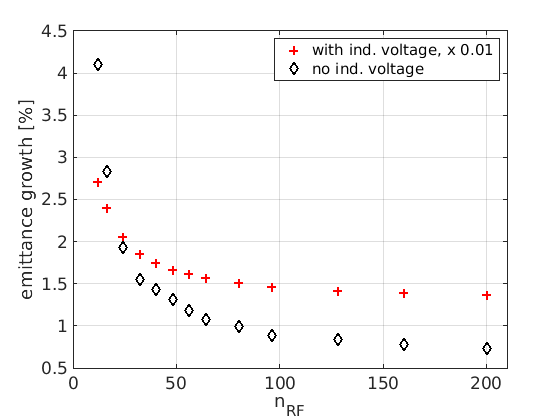 4.5
4
3.5
3
2.5
2
1.5
1
0.5
emittance growth [%]
with ind. voltage, x 0.01
no ind. voltage
0 50 100 150 200
n_RF